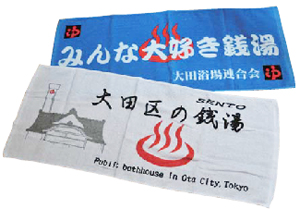 ゆ
みんな大好き銭湯
大田浴場連合会
ゆ
大田区の銭湯
SENTO
Public bathhouse in Ota City, Tokyo